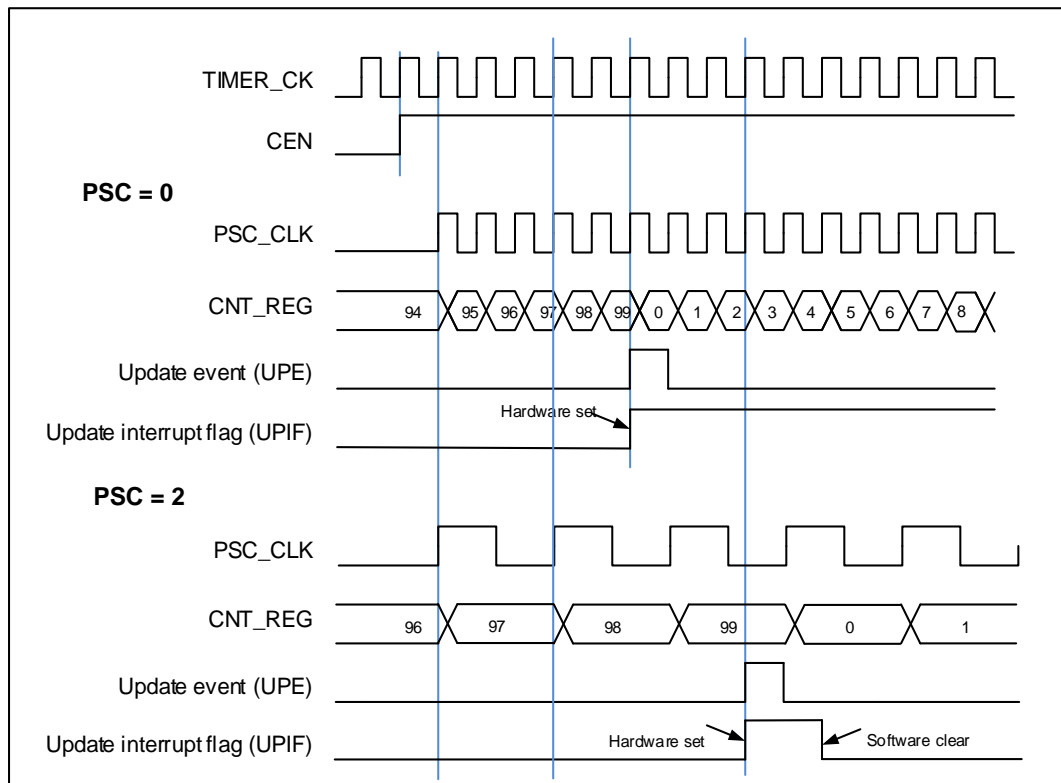 TIMER_CK
CEN
PSC = 0
PSC_CLK
CNT_REG 94 95 96 97 98 99 0 1 2 3 4 5 6 7 8
Update event (UPE)
Hardware set
Update interrupt flag (UPIF)
PSC = 2
PSC_CLK
CNT_REG 96 97 98 99 0 1
Update event (UPE)
Update interrupt flag (UPIF) Hardware set Software clear